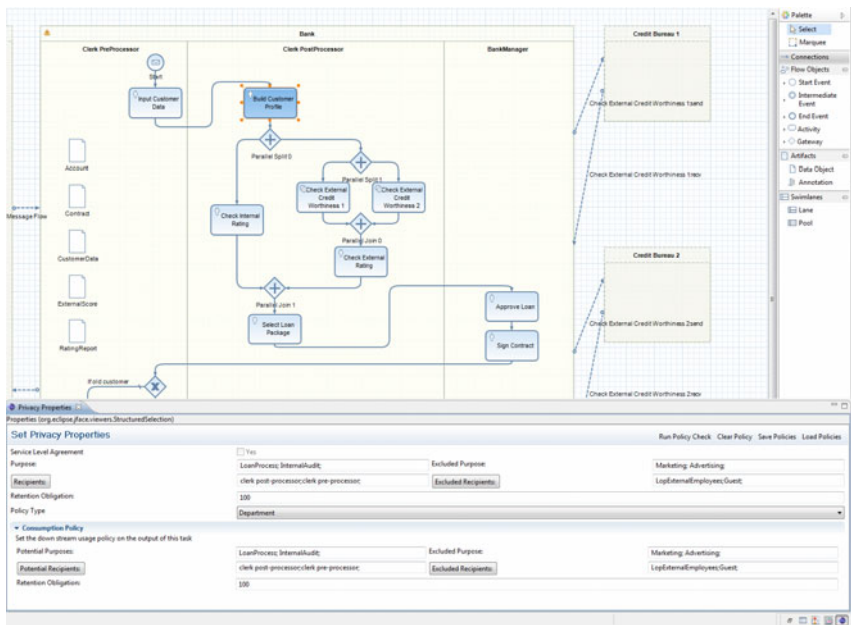 Bank
Clerk PreProcessor
Clerk PostProcessor
BankManager
Start
Input Customer
Data
Build Customer
Profile
Parallel Split 0
Parallel Split 1
Check External
Credit
Worthiness 1
Check External
Credit
Worthiness 2
Check Internal
Rating
Parallel Join 0
Check External
Rating
Parallel Join 1
Select Loan
Package
Approve Loan
Sign Contract
If old customer
Account
Contract
CustomerData
ExternalScore
RatingReport
Message Flow
Credit Bureau 1
Check External Credit Worthiness 1send
Check External Credit Worthiness 1recv
Credit Bureau 2
Check External Credit Worthiness 2send
Check External Credit Worthiness 2recv
Palette
Select
Marquee
Connections
Flow Objects
Start Event
Intermediate
Event
End Event
Activity
Gateway
Artifacts
Data Object
Annotation
Swimlanes
Lane
Pool
Privacy Properties
Properties (org.eclipse.jface.viewers.StructuredSelection)
Set Privacy Properties
Run Policy Check Clear Policy Save Policies Load Policies
Service Level Agreement Yes
Purpose: LoanProcess; InternalAudit; Excluded Purpose: Marketing; Advertising;
Recipients: clerk post-processor;clerk pre-processor; Excluded Recipients: LopExternalEmployees;Guest;
Retention Obligation: 100
Policy Type Department
Consumption Policy
Set the down stream usage policy on the output of this task
Potential Purposes: LoanProcess; InternalAudit; Excluded Purpose: Marketing; Advertising;
Potential Recipients: clerk post-processor;clerk pre-processor; Excluded Recipients: LopExternalEmployees;Guest;
Retention Obligation: 100